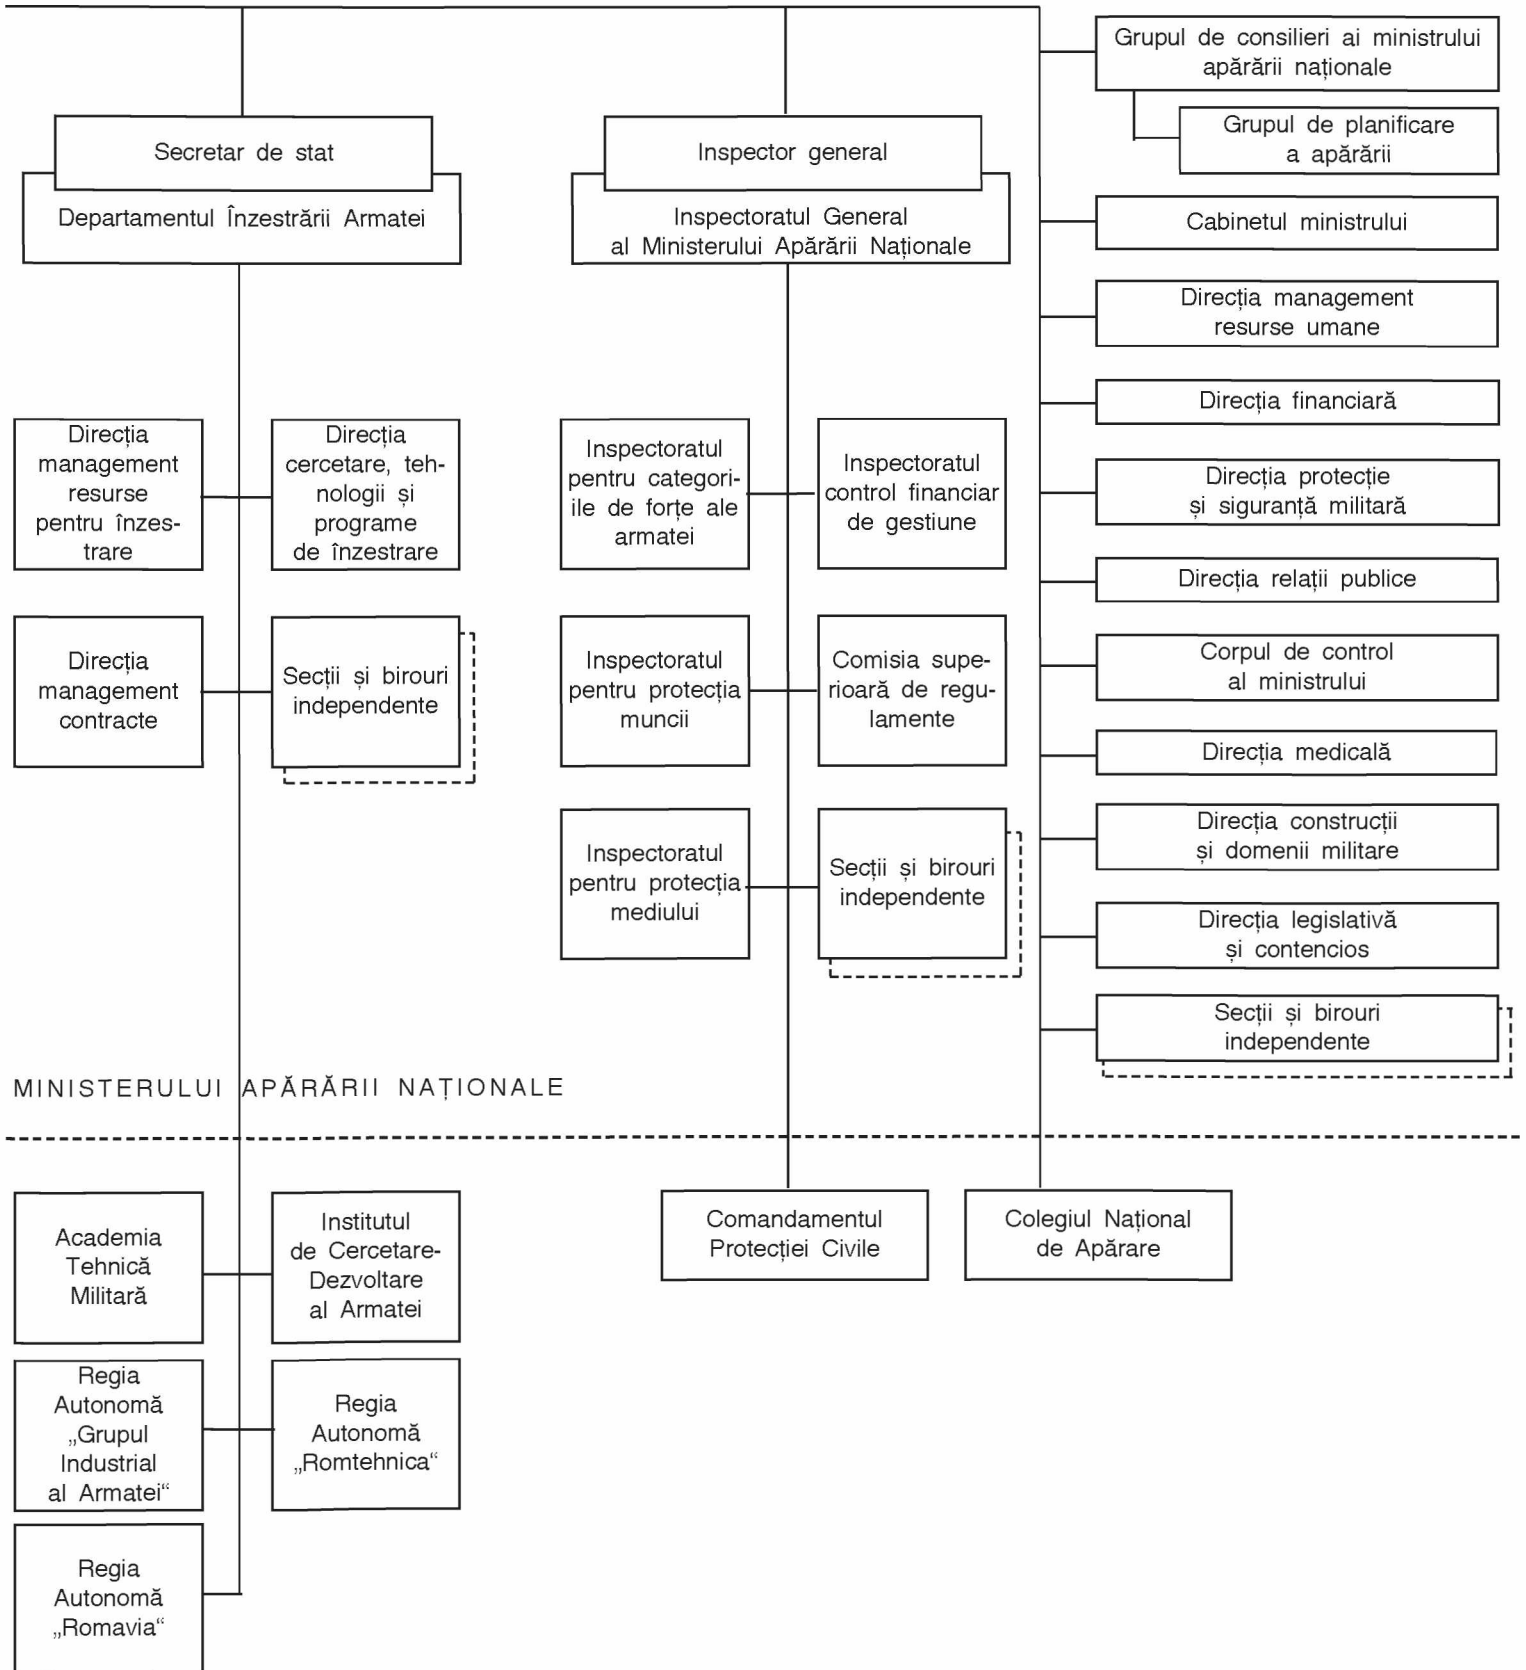 Grupul de consilieri ai ministrului
apărării naționale
Grupul de planificare
a apărării
Secretar de stat
Departamentul Înzestrării Armatei
Inspector general
Inspectoratul General
al Ministerului Apărării Naționale
Cabinetul ministrului
Direcția management
resurse umane
Direcția financiară
Direcția protecție
și siguranță militară
Direcția relații publice
Corpul de control
al ministrului
Direcția medicală
Direcția construcții
și domenii militare
Direcția legislativă
și contencios
Secții și birouri
independente
Direcția
management
resurse
pentru înzes-
trare
Direcția
cercetare, teh-
nologii și
programe
de înzestrare
Inspectoratul
pentru categori-
ile de forțe ale
armatei
Inspectoratul
control financiar
de gestiune
Direcția
management
contracte
Secții și birouri
independente
Inspectoratul
pentru protecția
muncii
Comisia supe-
rioară de regu-
lamente
Inspectoratul
pentru protecția
mediului
Secții și birouri
independente
MINISTERULUI APĂRĂRII NAȚIONALE
Academia
Tehnică
Militară
Institutul
de Cercetare-
Dezvoltare
al Armatei
Comandamentul
Protecției Civile
Colegiul Național
de Apărare
Regia
Autonomă
„Grupul
Industrial
al Armatei“
Regia
Autonomă
„Romtehnica“
Regia
Autonomă
„Romavia“